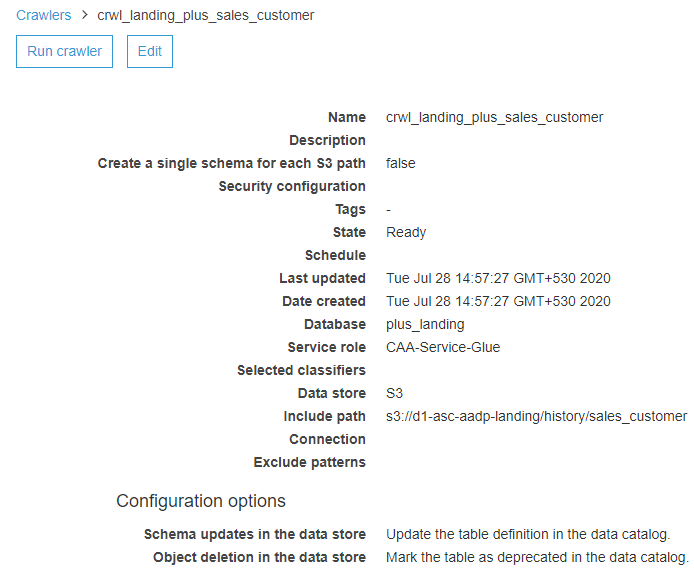 Crawlers > crwl_landing_plus_sales_customer
Run crawler Edit
Name crwl_landing_plus_sales_customer
Description
Create a single schema for each S3 path false
Security configuration
Tags -
State Ready
Schedule
Last updated Tue Jul 28 14:57:27 GMT+530 2020
Date created Tue Jul 28 14:57:27 GMT+530 2020
Database plus_landing
Service role CAA-Service-Glue
Selected classifiers
Data store S3
Include path s3://d1-asc-aadp-landing/history/sales_customer
Connection
Exclude patterns
Configuration options
Schema updates in the data store Update the table definition in the data catalog.
Object deletion in the data store Mark the table as deprecated in the data catalog.